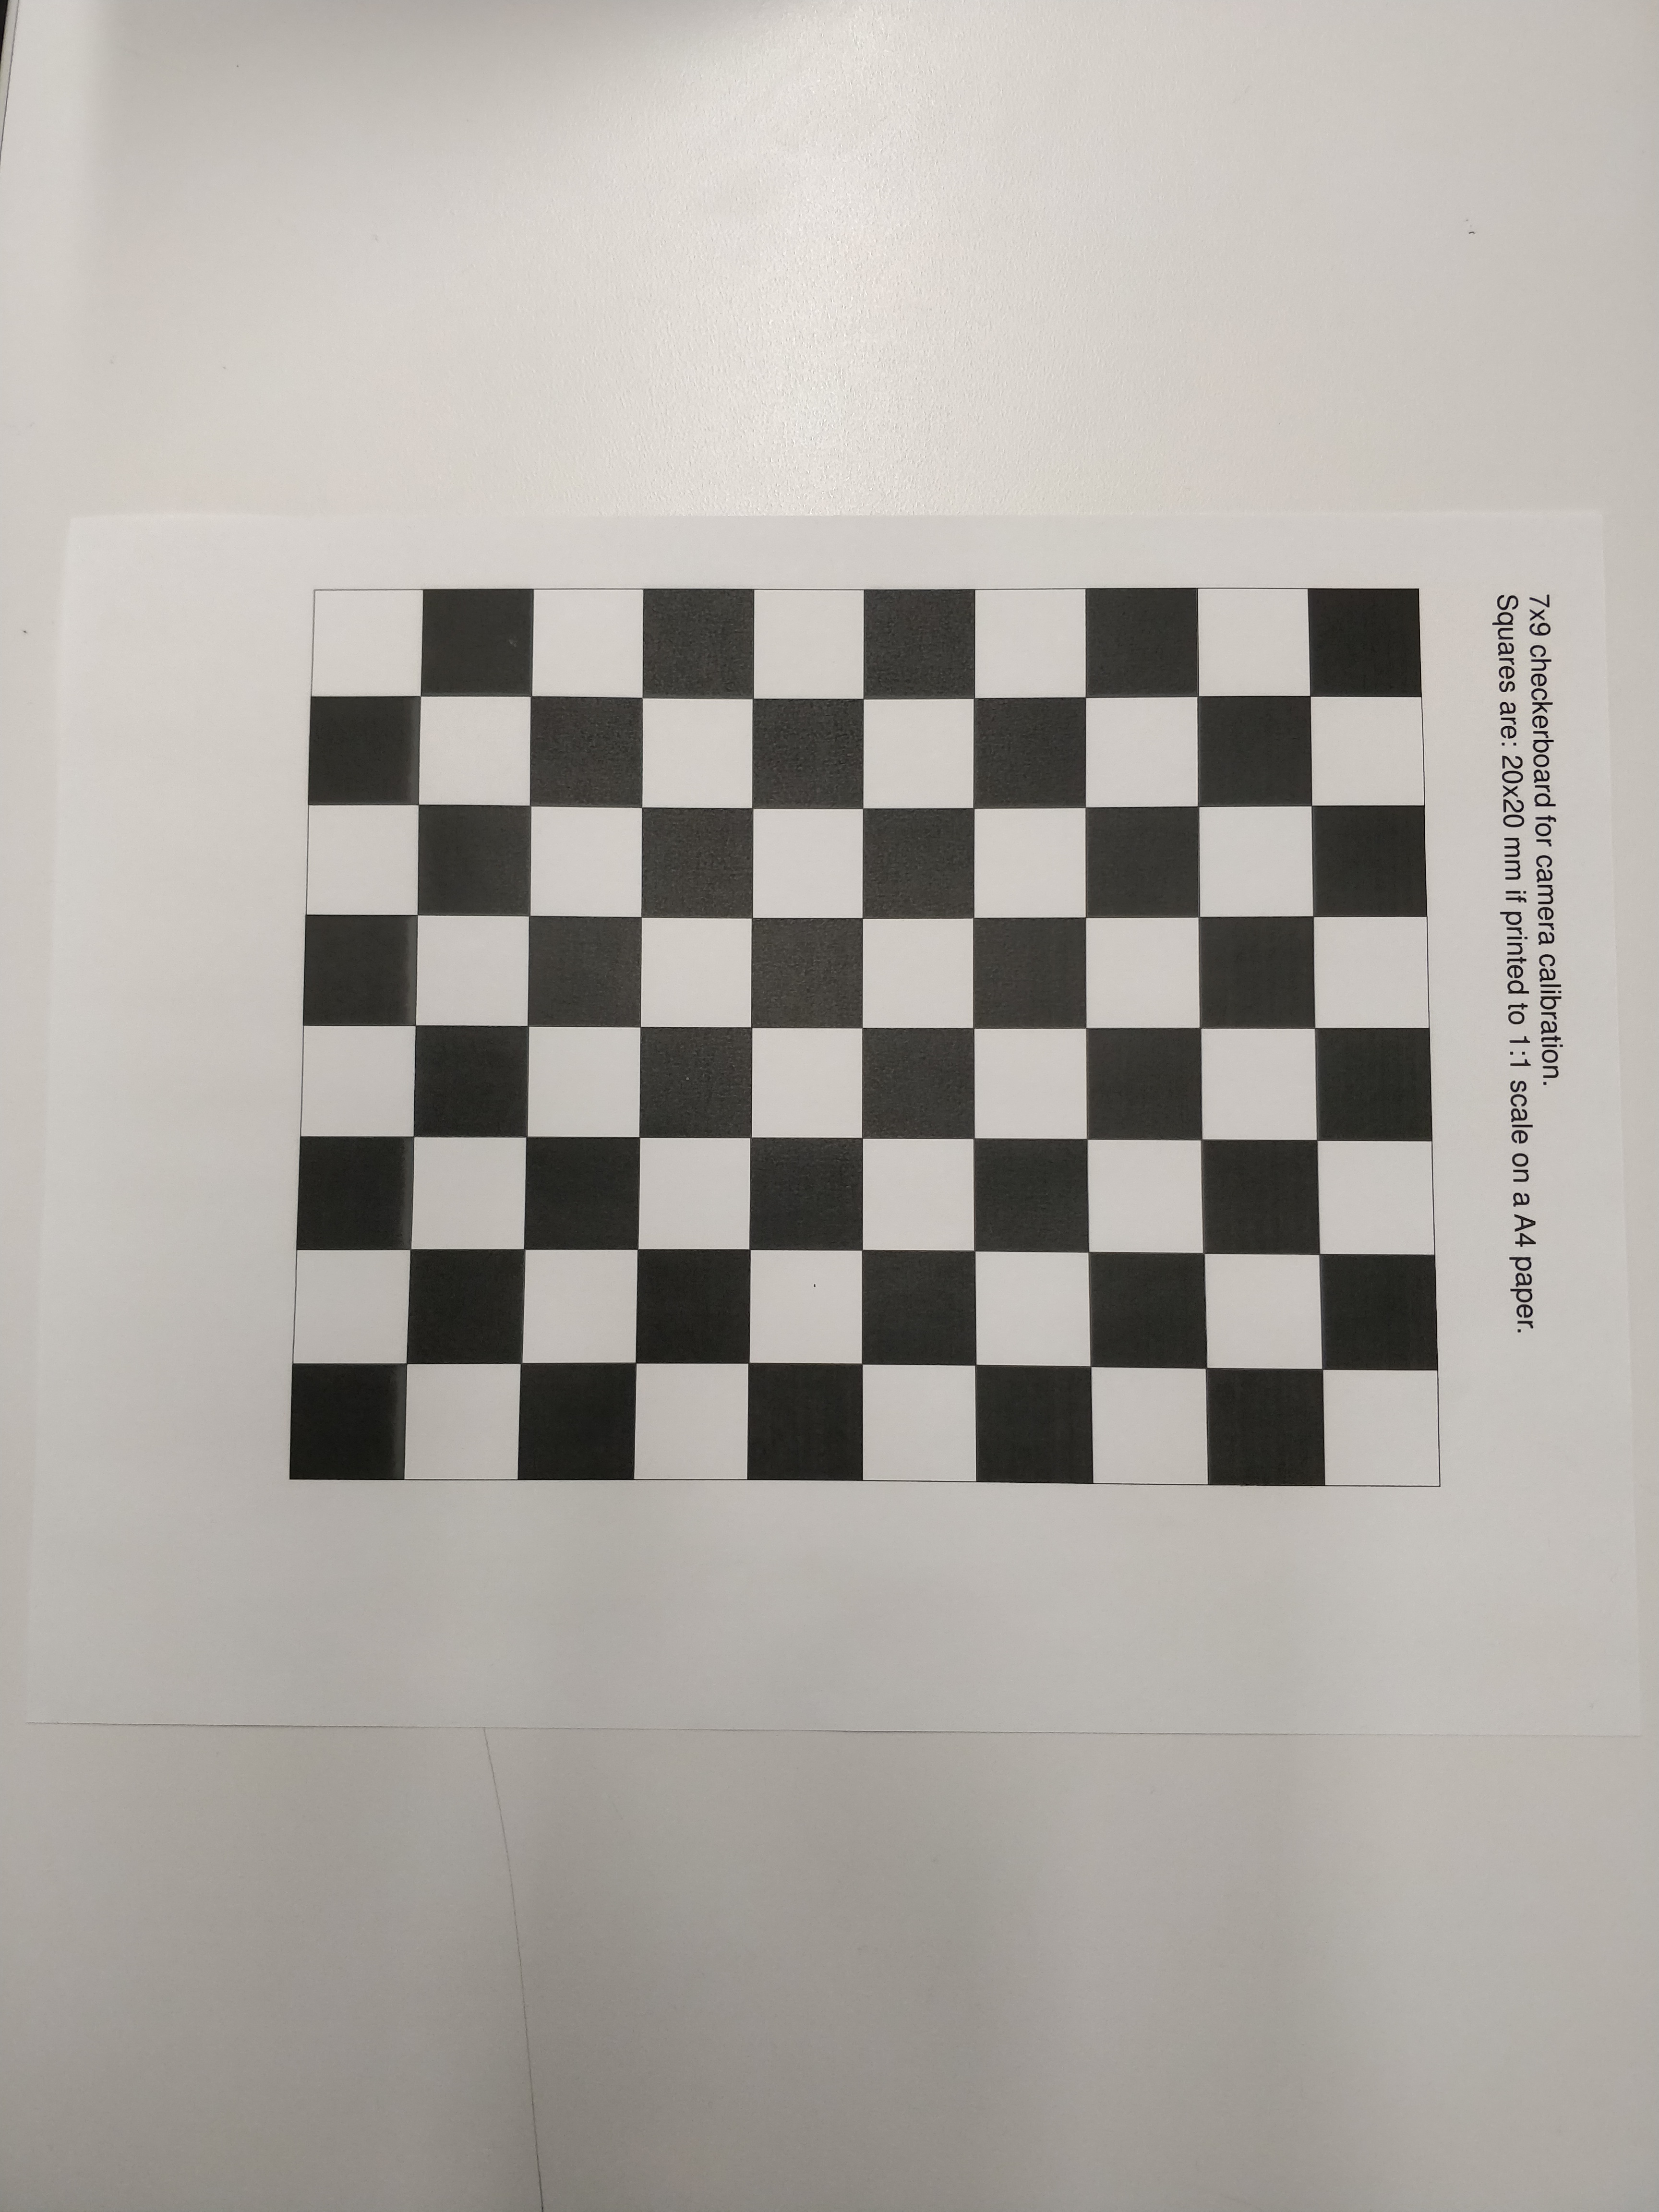 7x9 checkerboard for camera calibration.
Squares are: 20x20 mm if printed to 1:1 scale on a A4 paper.